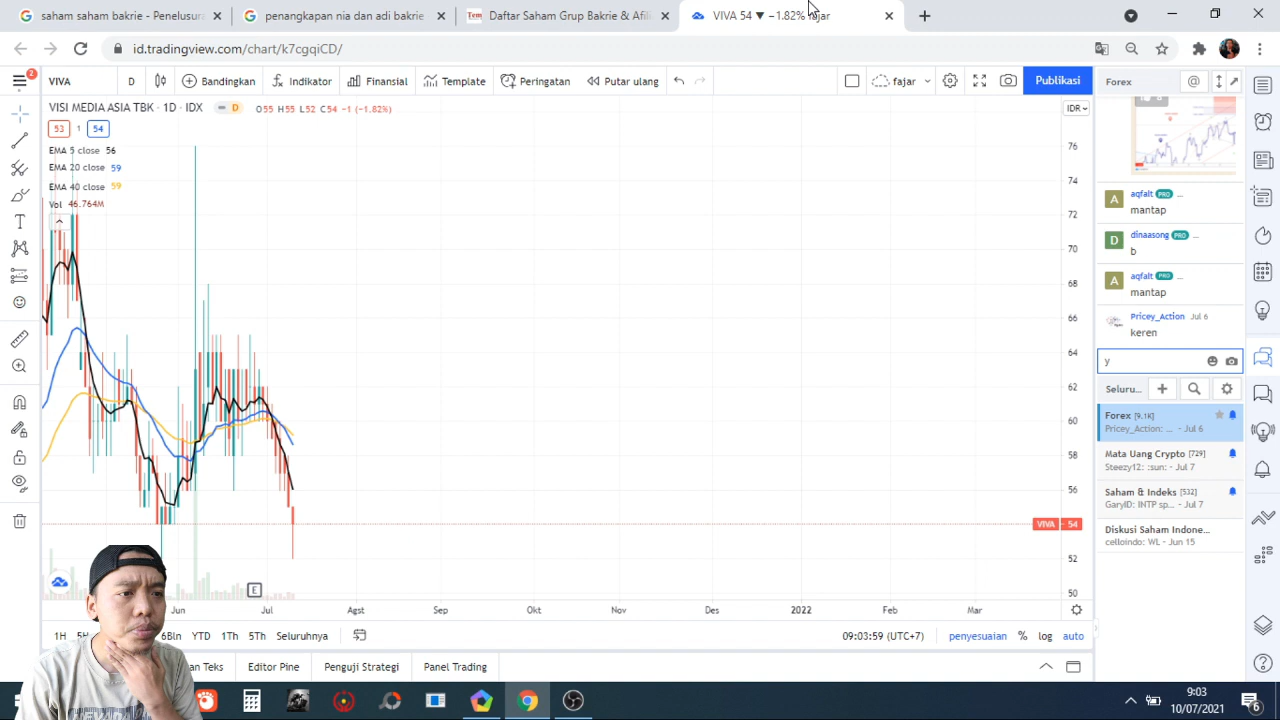 saham saham bakrie - Penelusura
penangkapan nia dan adi bakrie
Tem
Daftar Saham Grup Bakrie & Afilia
VIVA 54 ▼ −1.82%
id.tradingview.com/chart/k7cgqiCD/
2
VIVA
D
Bandingkan
Indikator
Finansial
Template
Peringatan
Putar ulang
fajar
Publikasi
Forex
VISI MEDIA ASIA TBK · 1D · IDX
D
O55 H55 L52 C54 −1 (−1.82%)
IDR
53
1
54
EMA 5 close 56
EMA 20 close 59
EMA 40 close 59
Vol 46.764M
76
74
72
70
68
66
64
62
60
58
56
VIVA 54
52
50
E
Jun
Jul
Agst
Sep
Okt
Nov
Des
2022
Feb
Mar
1H
6Bln
YTD
1Th
5Th
Seluruhnya
09:03:59 (UTC+7)
penyesuaian
%
log
auto
an Teks
Editor Pine
Penguji Strategi
Panel Trading
aqfalt PRO ...
mantap
D
dinaasong PRO ...
b
A
aqfalt PRO ...
mantap
Pricey_Action Jul 6
keren
y
Seluru...
Forex [9.1K]
Pricey_Action: ... - Jul 6
Mata Uang Crypto [729]
Steezy12: :sun: - Jul 7
Saham & Indeks [532]
GaryID: INTP sp... - Jul 7
Diskusi Saham Indone...
celloindo: WL - Jun 15
9:03
10/07/2021
6